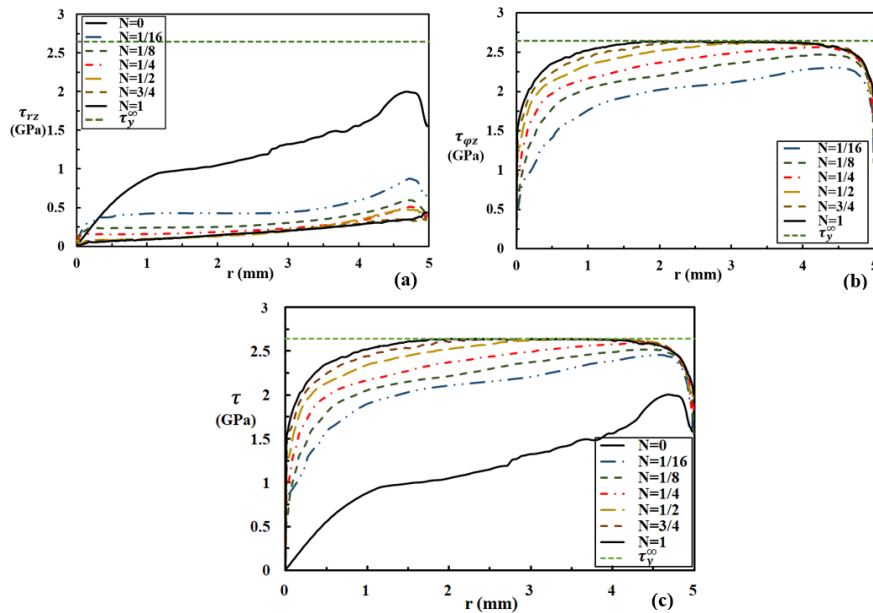 3
2.5
2
τrz
(GPa)
1.5
1
0.5
0
0
1
2
3
4
5
r (mm)
N=0
N=1/16
N=1/8
N=1/4
N=1/2
N=3/4
N=1
τy∞
(a)
3
2.5
2
τφz
(GPa)
1.5
1
0.5
0
0
1
2
3
4
5
r (mm)
N=1/16
N=1/8
N=1/4
N=1/2
N=3/4
N=1
τy∞
(b)
3
2.5
2
τ
(GPa)
1.5
1
0.5
0
0
1
2
3
4
5
r (mm)
N=0
N=1/16
N=1/8
N=1/4
N=1/2
N=3/4
N=1
τy∞
(c)